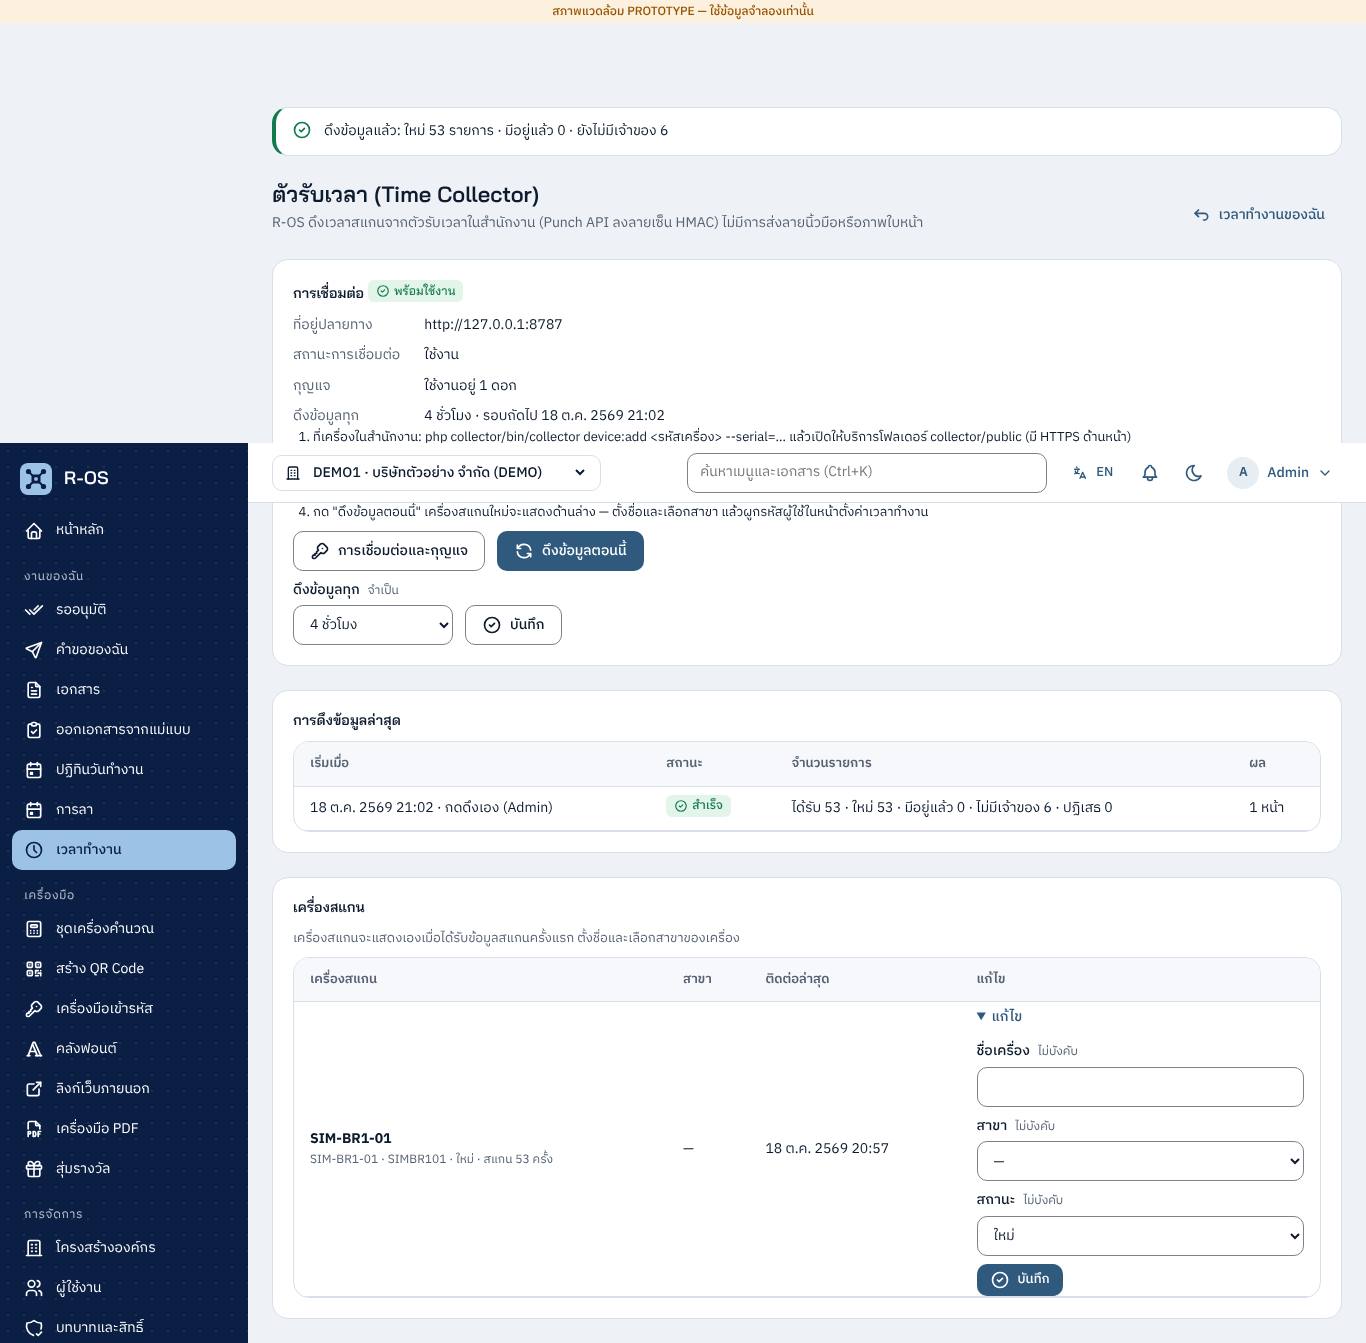 สภาพแวดล้อม PROTOTYPE — ใช้ข้อมูลจำลองเท่านั้น
ดึงข้อมูลแล้ว: ใหม่ 53 รายการ · มีอยู่แล้ว 0 · ยังไม่มีเจ้าของ 6
ตัวรับเวลา (Time Collector)
R-OS ดึงเวลาสแกนจากตัวรับเวลาในสำนักงาน (Punch API ลงลายเซ็น HMAC) ไม่มีการส่งลายนิ้วมือหรือภาพใบหน้า
เวลาทำงานของฉัน
การเชื่อมต่อ พร้อมใช้งาน
ที่อยู่ปลายทาง http://127.0.0.1:8787
สถานะการเชื่อมต่อ ใช้งาน
กุญแจ ใช้งานอยู่ 1 ดอก
ดึงข้อมูลทุก 4 ชั่วโมง · รอบถัดไป 18 ต.ค. 2569 21:02
1. ที่เครื่องในสำนักงาน: php collector/bin/collector device:add <รหัสเครื่อง> --serial=… แล้วเปิดให้บริการโฟลเดอร์ collector/public (มี HTTPS ด้านหน้า)
R-OS
DEMO1 · บริษัทตัวอย่าง จำกัด (DEMO)
ค้นหาเมนูและเอกสาร (Ctrl+K)
EN
A Admin
4. กด "ดึงข้อมูลตอนนี้" เครื่องสแกนใหม่จะแสดงด้านล่าง — ตั้งชื่อและเลือกสาขา แล้วผูกรหัสผู้ใช้ในหน้าตั้งค่าเวลาทำงาน
การเชื่อมต่อและกุญแจ
ดึงข้อมูลตอนนี้
ดึงข้อมูลทุก จำเป็น
4 ชั่วโมง
บันทึก
หน้าหลัก
งานของฉัน
รออนุมัติ
คำขอของฉัน
เอกสาร
ออกเอกสารจากแม่แบบ
ปฏิทินวันทำงาน
การลา
เวลาทำงาน
เครื่องมือ
ชุดเครื่องคำนวณ
สร้าง QR Code
เครื่องมือเข้ารหัส
คลังฟอนต์
ลิงก์เว็บภายนอก
เครื่องมือ PDF
สุ่มรางวัล
การจัดการ
โครงสร้างองค์กร
ผู้ใช้งาน
บทบาทและสิทธิ์
การดึงข้อมูลล่าสุด
เริ่มเมื่อ สถานะ จำนวนรายการ ผล
18 ต.ค. 2569 21:02 · กดดึงเอง (Admin) สำเร็จ ได้รับ 53 · ใหม่ 53 · มีอยู่แล้ว 0 · ไม่มีเจ้าของ 6 · ปฏิเสธ 0 1 หน้า
เครื่องสแกน
เครื่องสแกนจะแสดงเองเมื่อได้รับข้อมูลสแกนครั้งแรก ตั้งชื่อและเลือกสาขาของเครื่อง
เครื่องสแกน สาขา ติดต่อล่าสุด แก้ไข
SIM-BR1-01
SIM-BR1-01 · SIMBR101 · ใหม่ · สแกน 53 ครั้ง
—
18 ต.ค. 2569 20:57
▼ แก้ไข
ชื่อเครื่อง ไม่บังคับ
สาขา ไม่บังคับ
—
สถานะ ไม่บังคับ
ใหม่
บันทึก